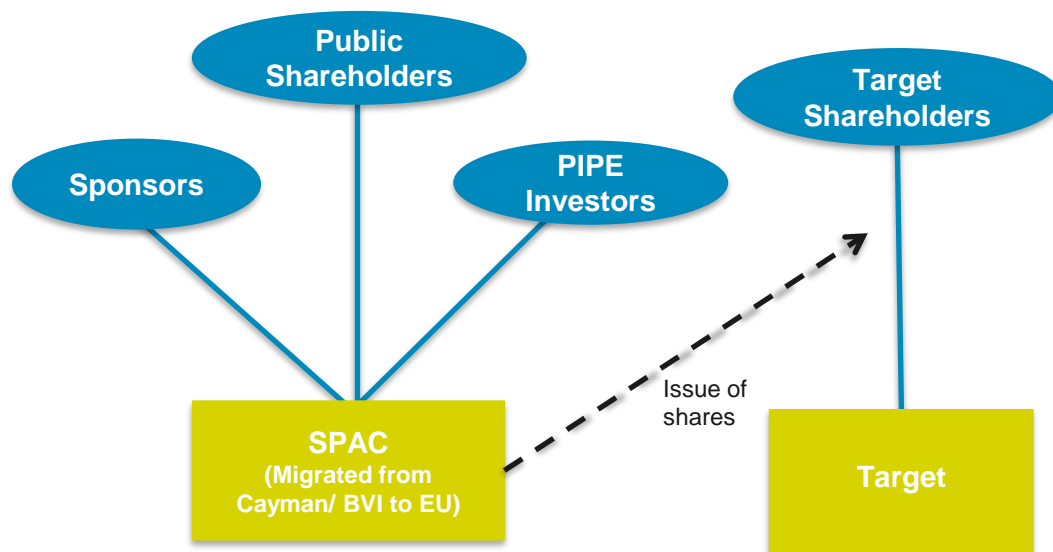 Public
Shareholders
Target
Shareholders
Sponsors
PIPE
Investors
Issue of
shares
SPAC
(Migrated from
Cayman/ BVI to EU)
Target